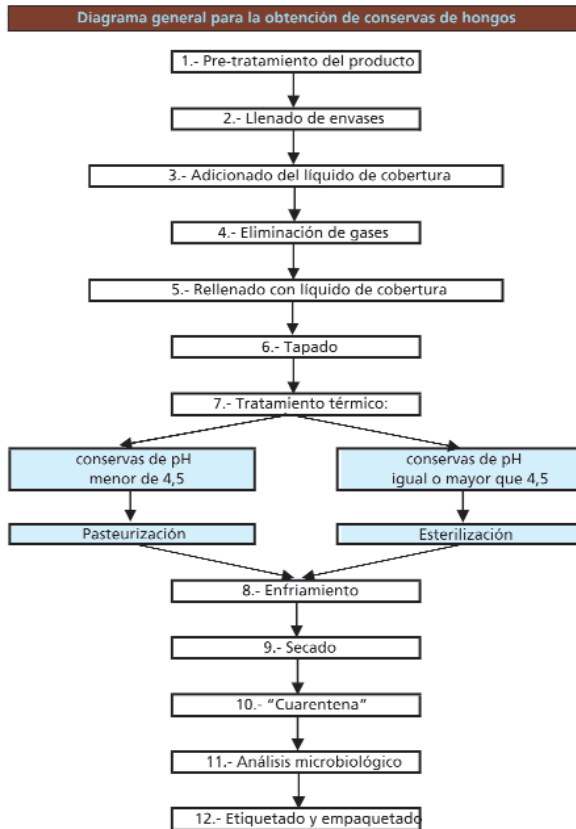 Diagrama general para la obtención de conservas de hongos
1.- Pre-tratamiento del producto
2.- Llenado de envases
3.- Adicionado del líquido de cobertura
4.- Eliminación de gases
5.- Rellenado con líquido de cobertura
6.- Tapado
7.- Tratamiento térmico:
conservas de pH
menor de 4,5
conservas de pH
igual o mayor que 4,5
Pasteurización
Esterilización
8.- Enfriamiento
9.- Secado
10.- “Cuarentena”
11.- Análisis microbiológico
12.- Etiquetado y empaquetado